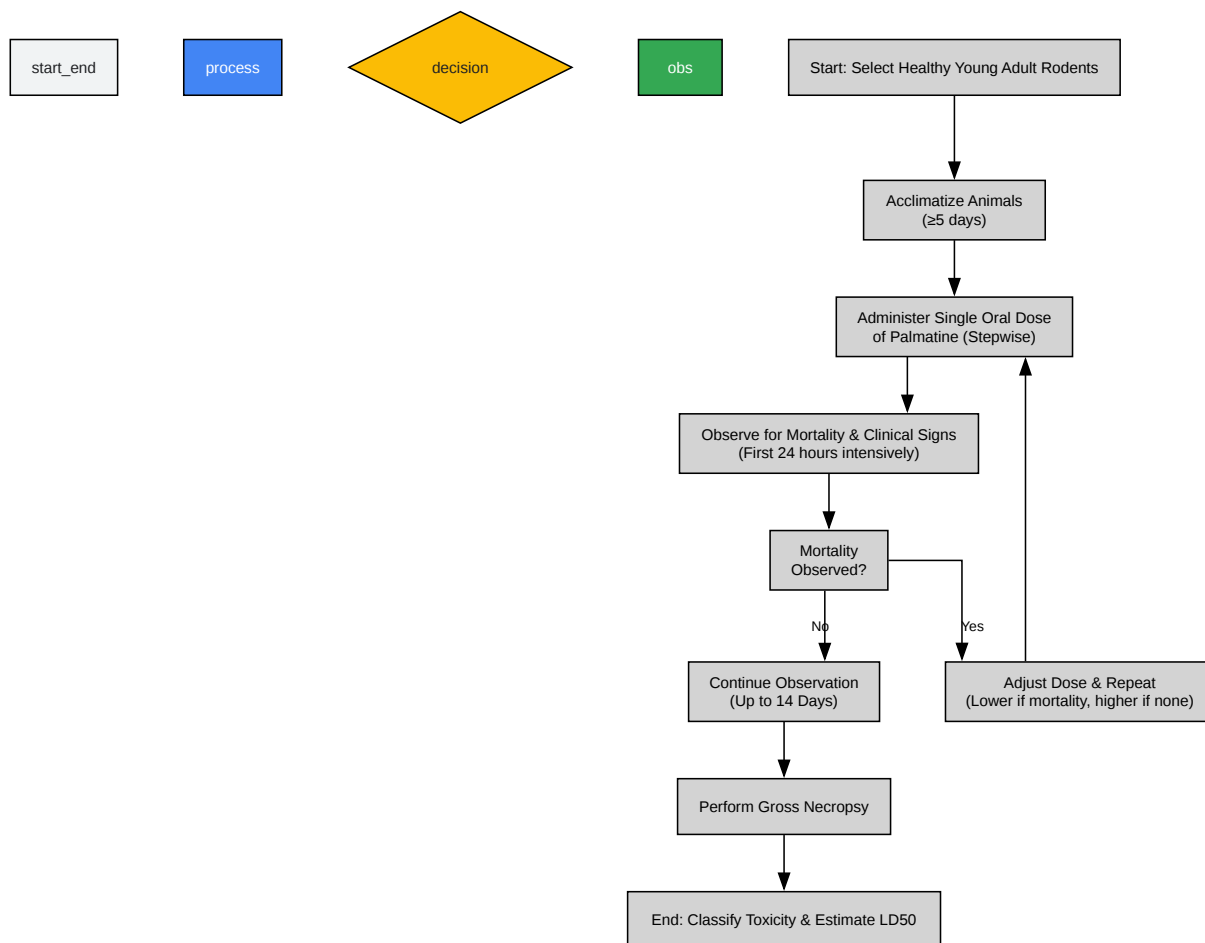 start_end
process
decision
obs
Start: Select Healthy Young Adult Rodents
Acclimatize Animals
(≥5 days)
Administer Single Oral Dose
of Palmatine (Stepwise)
Observe for Mortality & Clinical Signs
(First 24 hours intensively)
Mortality
Observed?
No
Yes
Continue Observation
(Up to 14 Days)
Adjust Dose & Repeat
(Lower if mortality, higher if none)
Perform Gross Necropsy
End: Classify Toxicity & Estimate LD50